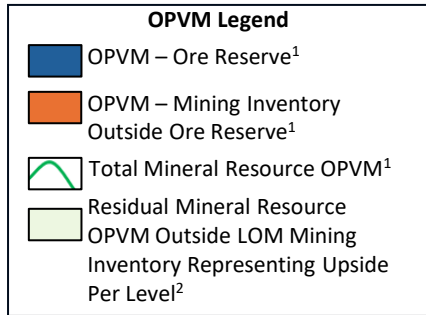 OPVM Legend
OPVM – Ore Reserve¹
OPVM – Mining Inventory
Outside Ore Reserve¹
Total Mineral Resource OPVM¹
Residual Mineral Resource
OPVM Outside LOM Mining
Inventory Representing Upside
Per Level²